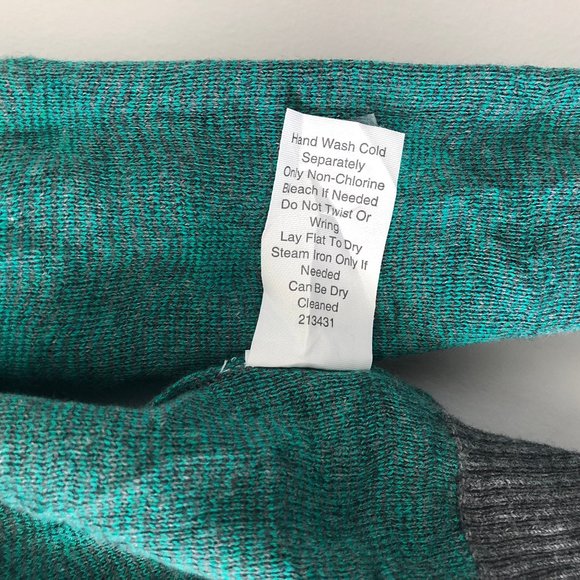 Hand Wash Cold
Separately
Only Non-Chlorine
Bleach If Needed
Do Not Twist Or
Wring
Lay Flat To Dry
Steam Iron Only If
Needed
Can Be Dry
Cleaned
213431